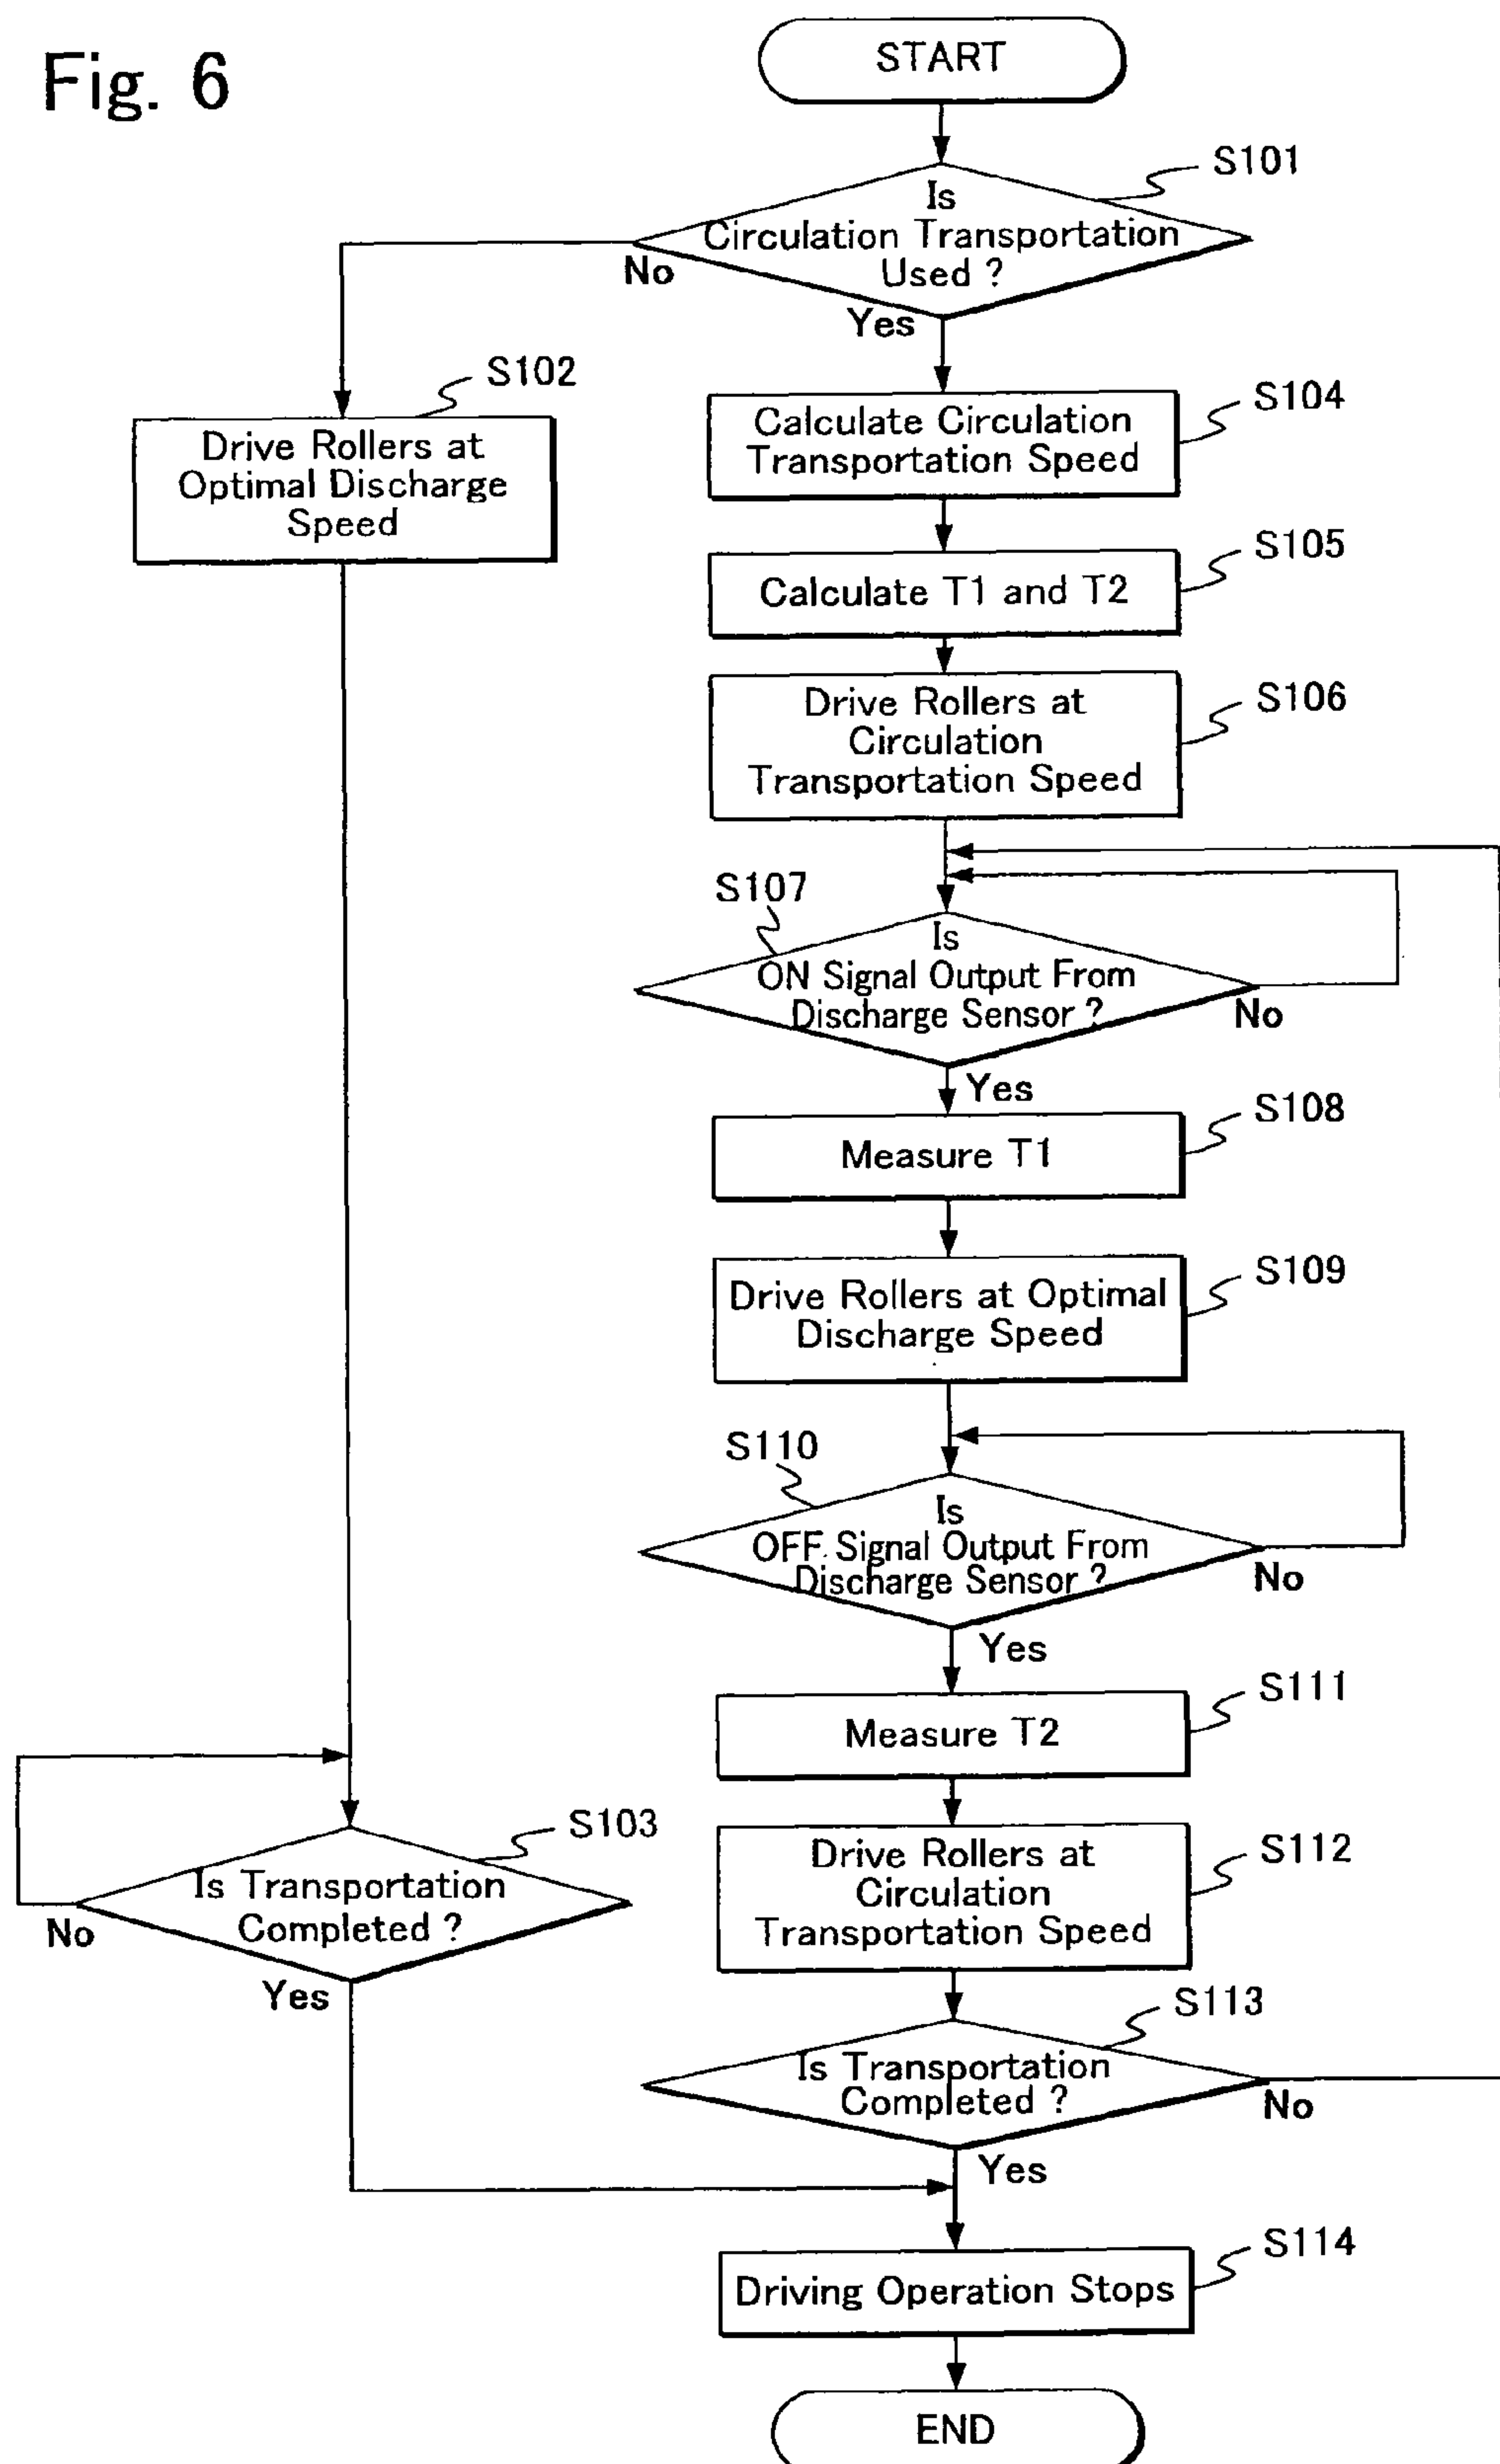 Fig. 6
START
S101
Is
Circulation Transportation
Used ?
No
Yes
S102
Drive Rollers at
Optimal Discharge
Speed
S104
Calculate Circulation
Transportation Speed
S105
Calculate T1 and T2
S106
Drive Rollers at
Circulation
Transportation Speed
S107
Is
ON Signal Output From
Discharge Sensor ?
No
Yes
S108
Measure T1
S109
Drive Rollers at Optimal
Discharge Speed
S110
Is
OFF Signal Output From
Discharge Sensor ?
No
Yes
S111
Measure T2
S103
Is Transportation
Completed ?
No
Yes
S112
Drive Rollers at
Circulation
Transportation Speed
S113
Is Transportation
Completed ?
No
Yes
S114
Driving Operation Stops
END